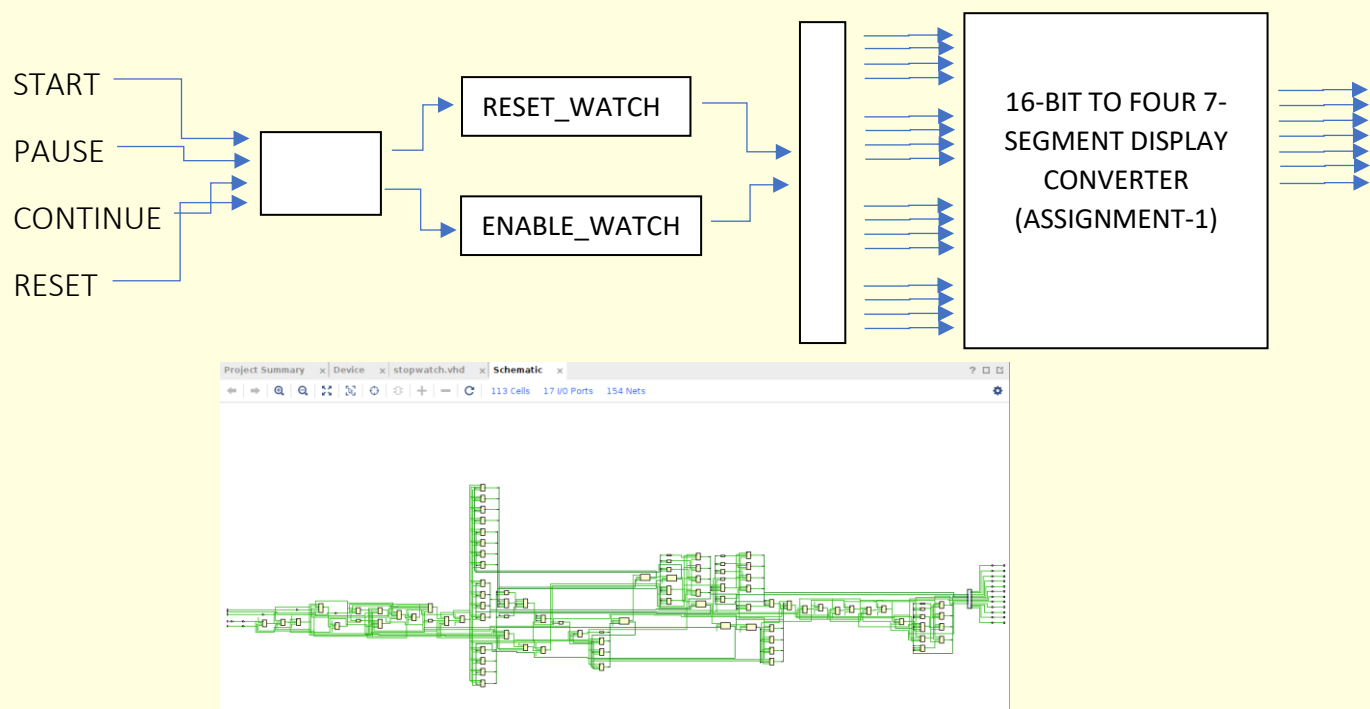 START
PAUSE
CONTINUE
RESET
RESET_WATCH
ENABLE_WATCH
16-BIT TO FOUR 7-
SEGMENT DISPLAY
CONVERTER
(ASSIGNMENT-1)
Project Summary × Device × stopwatch.vhd × Schematic ×
113 Cells 17 I/O Ports 154 Nets